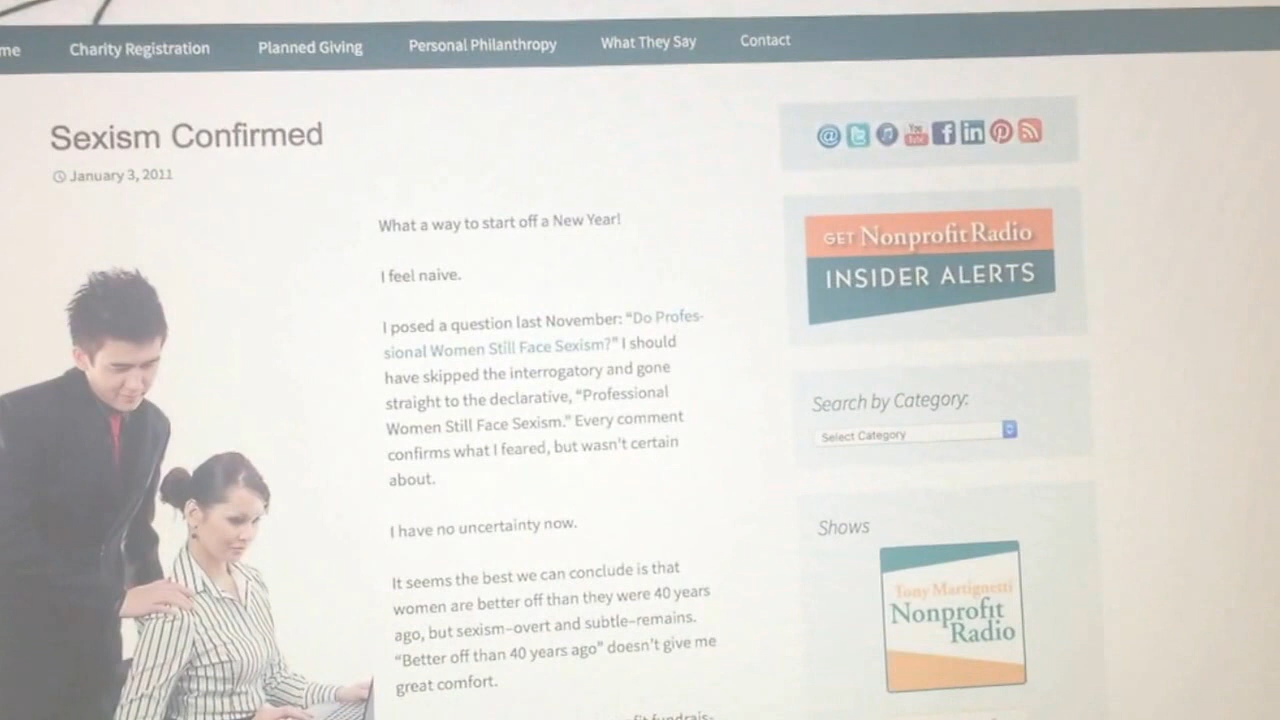 me Charity Registration Planned Giving Personal Philanthropy What They Say Contact
Sexism Confirmed
January 3, 2011
What a way to start off a New Year!
I feel naive.
I posed a question last November: “Do Profes-
sional Women Still Face Sexism?” I should
have skipped the interrogatory and gone
straight to the declarative, “Professional
Women Still Face Sexism.” Every comment
confirms what I feared, but wasn’t certain
about.
I have no uncertainty now.
It seems the best we can conclude is that
women are better off than they were 40 years
ago, but sexism–overt and subtle–remains.
“Better off than 40 years ago” doesn’t give me
great comfort.
You
in
GET Nonprofit Radio
INSIDER ALERTS
Search by Category:
Select Category
Shows
Tony Martignetti
Nonprofit
Radio